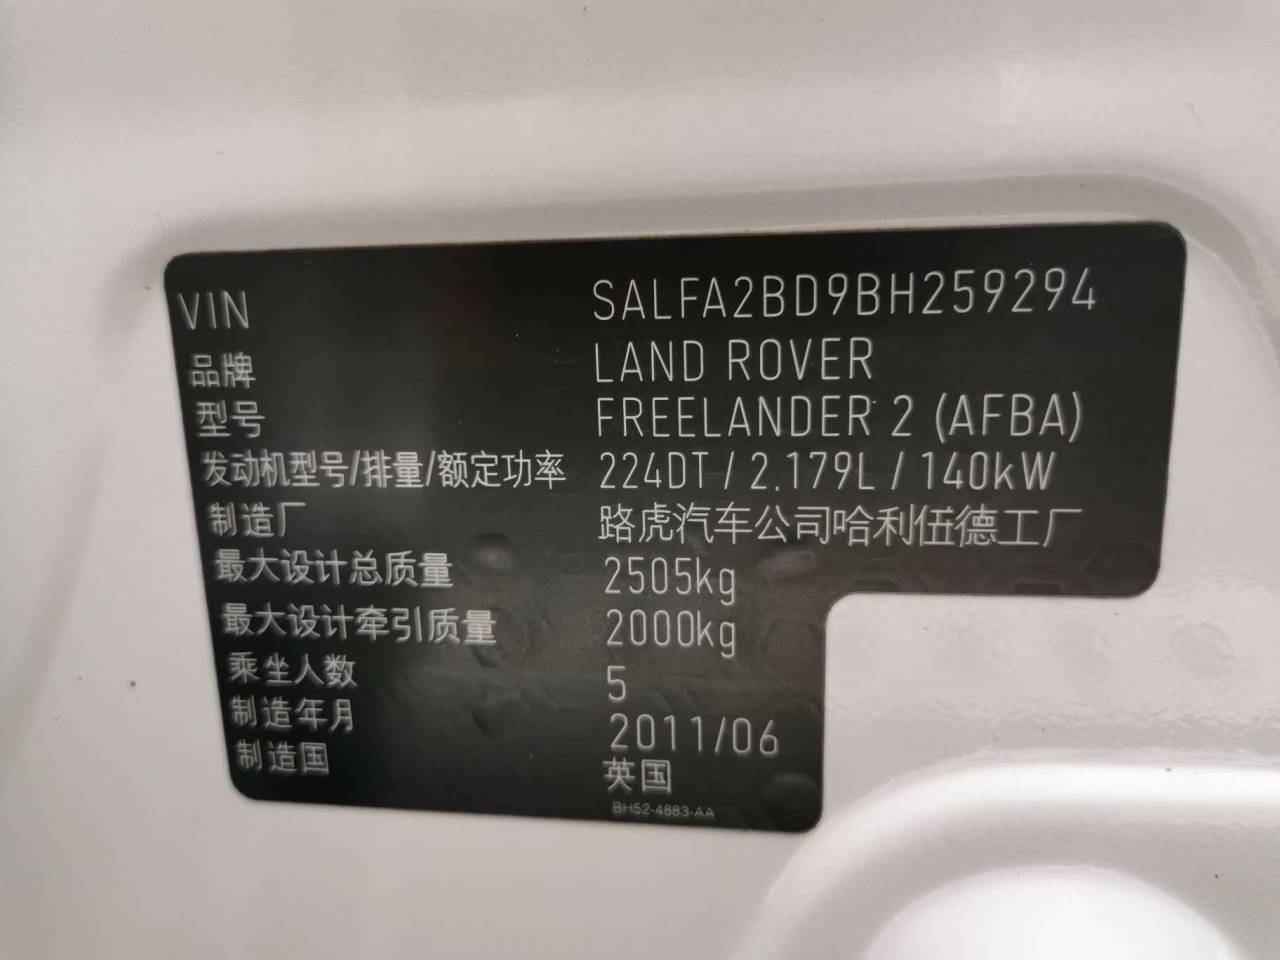 VIN SALFA2BD9BH259294
品牌 LAND ROVER
型号 FREELANDER 2 (AFBA)
发动机型号/排量/额定功率 224DT / 2.179L / 140kW
制造厂 路虎汽车公司哈利伍德工厂
最大设计总质量 2505kg
最大设计牵引质量 2000kg
乘坐人数 5
制造年月 2011/06
制造国 英国
BH52-4883-AA